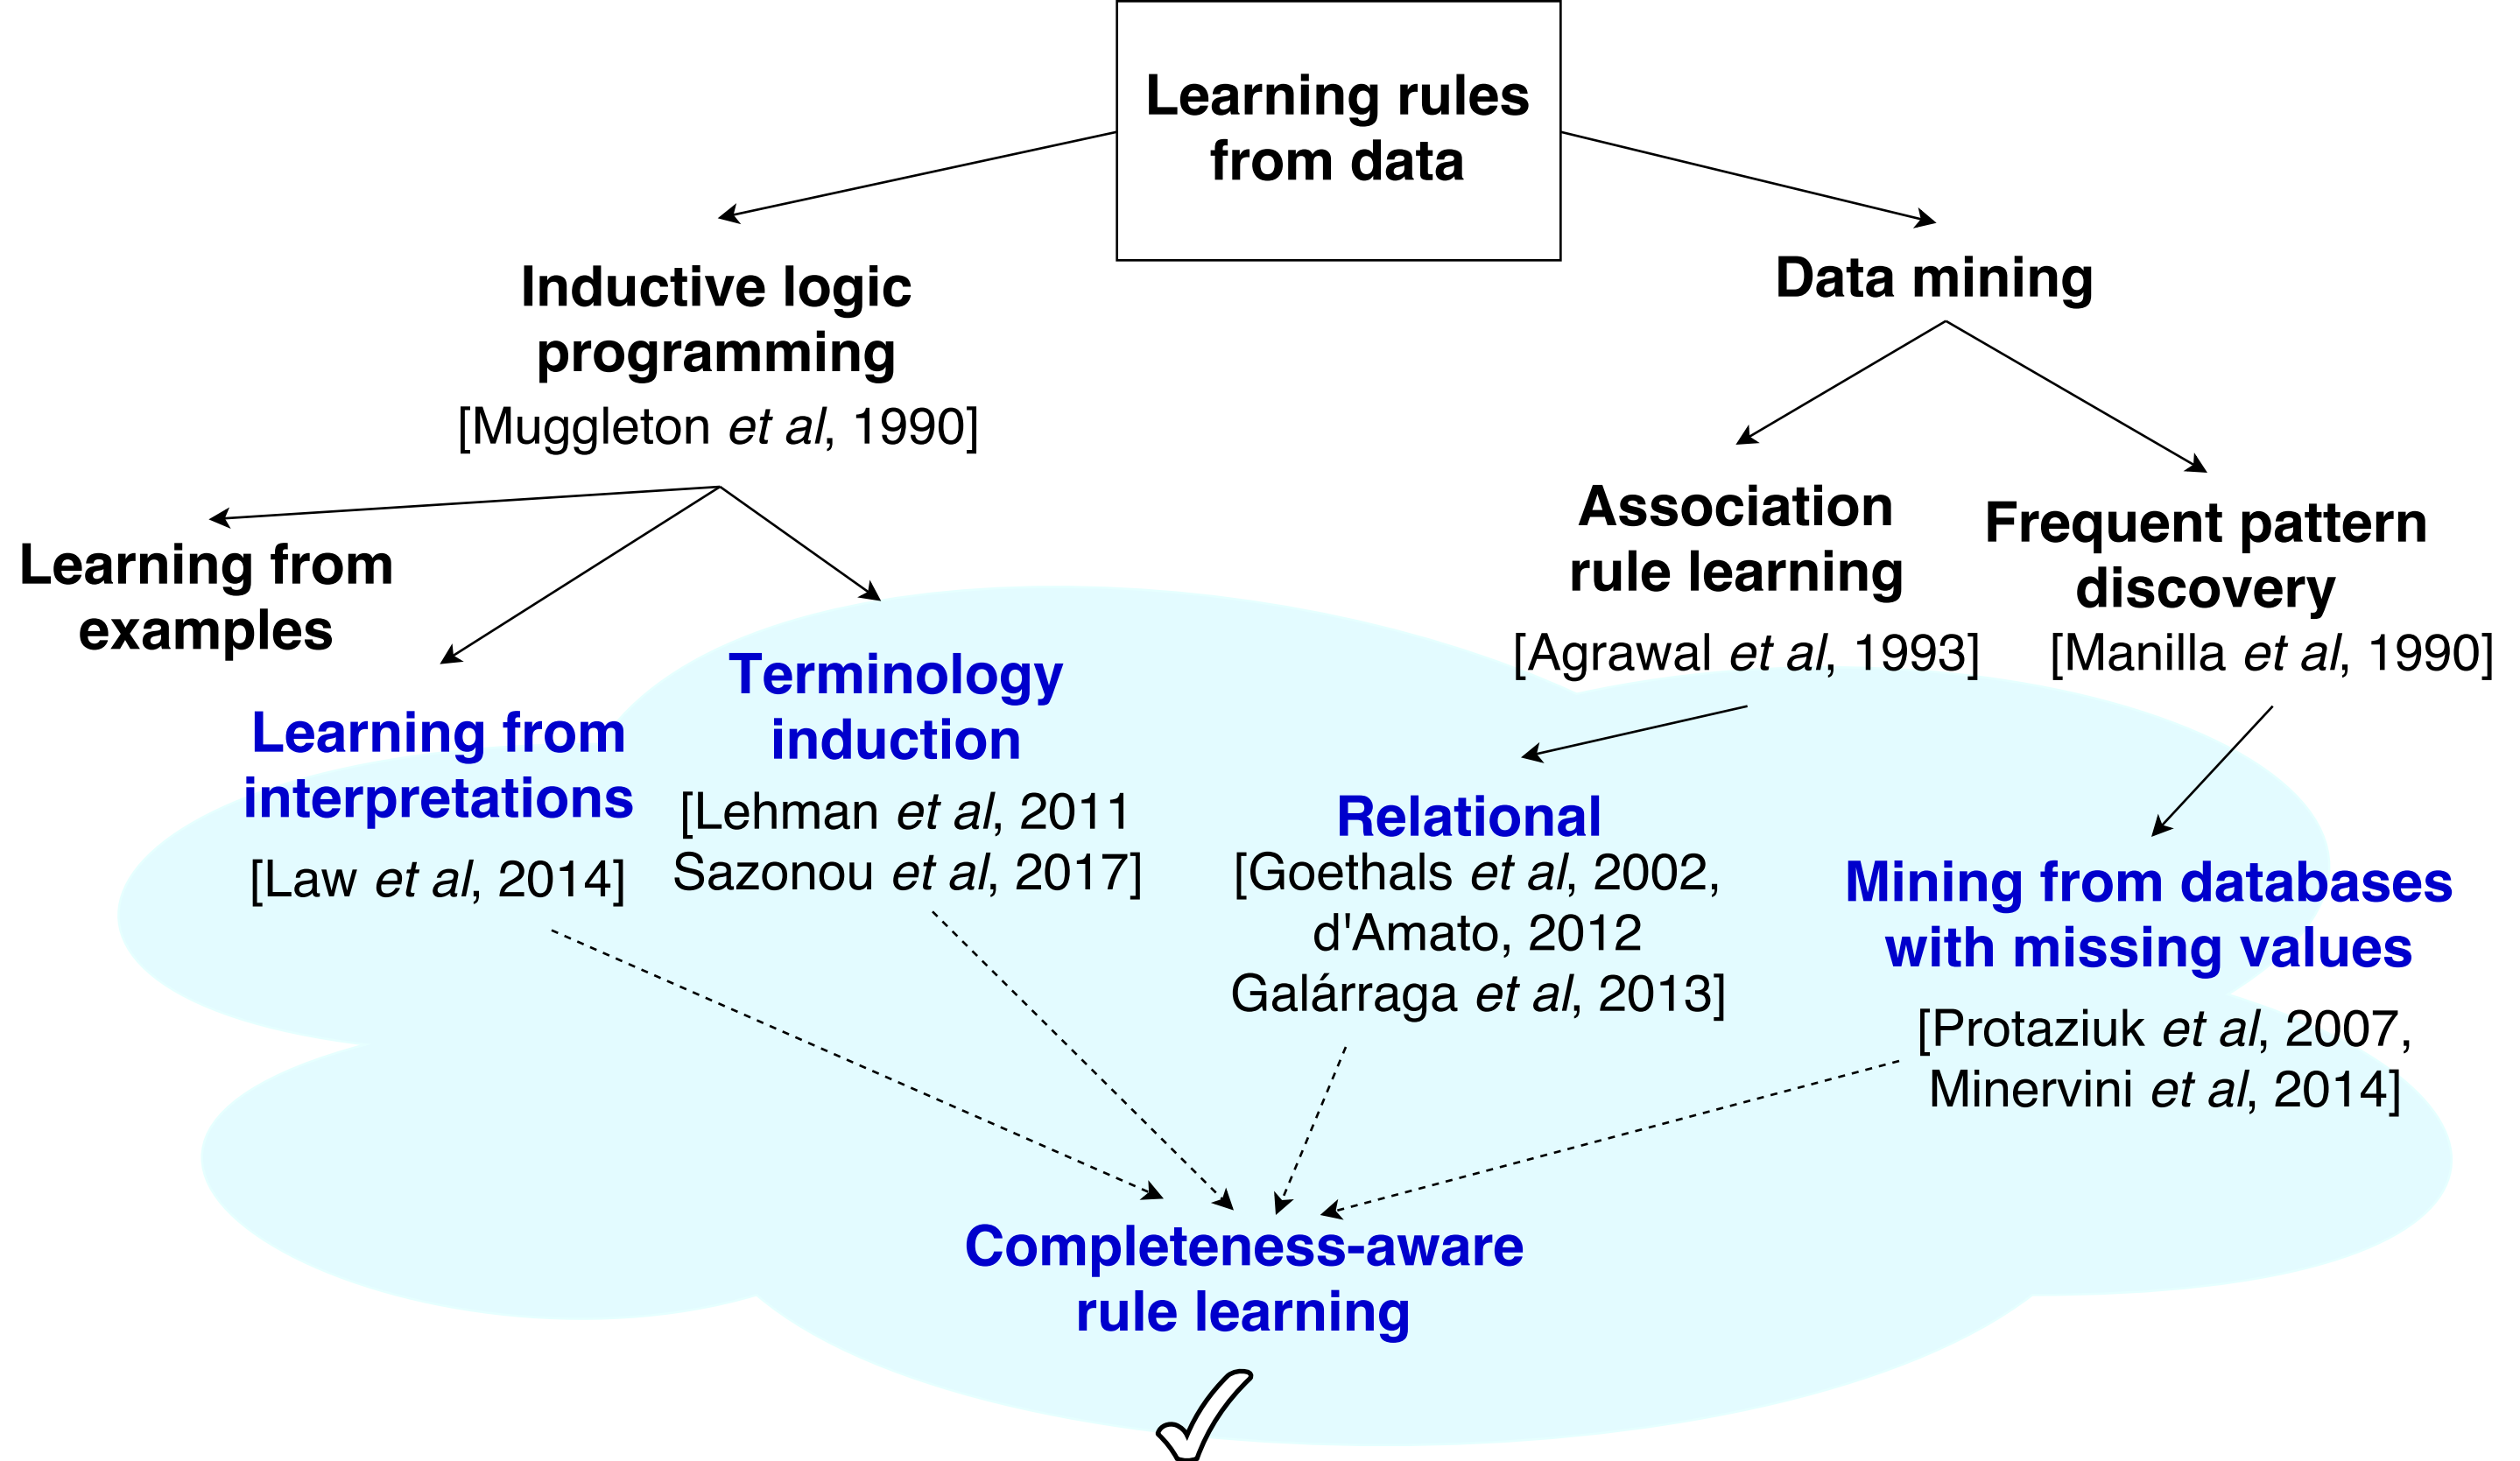 Learning rules
from data
Inductive logic
programming
[Muggleton et al, 1990]
Data mining
Learning from
examples
Learning from
interpretations
[Law et al, 2014]
Terminology
induction
[Lehman et al, 2011
Sazonou et al, 2017]
Association
rule learning
[Agrawal et al, 1993]
Frequent pattern
discovery
[Manilla et al, 1990]
Relational
[Goethals et al, 2002,
d'Amato, 2012
Galárraga et al, 2013]
Mining from databases
with missing values
[Protaziuk et al, 2007,
Minervini et al, 2014]
Completeness-aware
rule learning